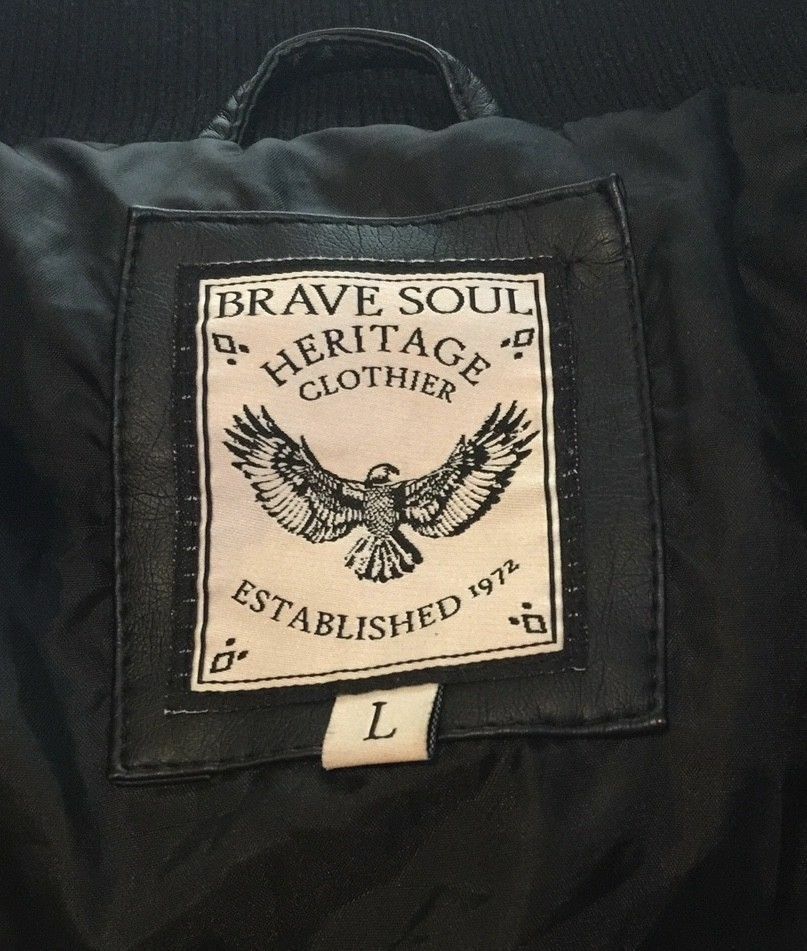 BRAVE SOUL
HERITAGE
CLOTHIER
ESTABLISHED 1972
L